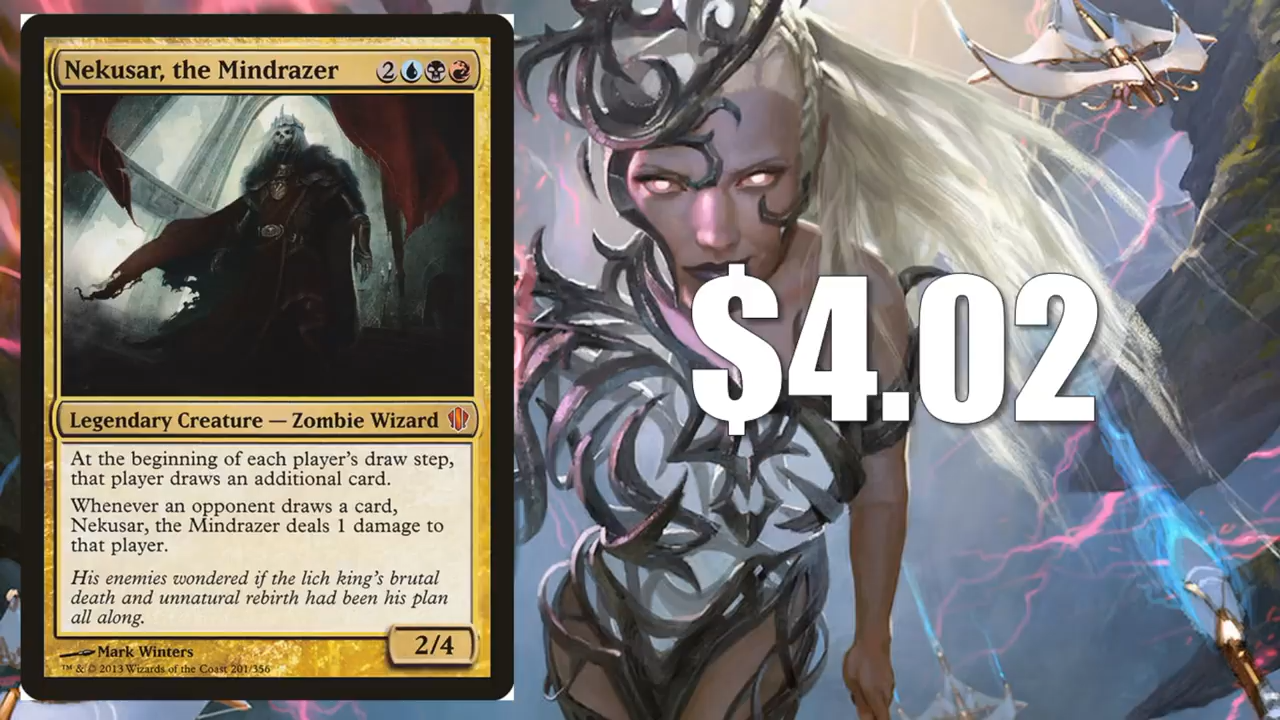 Nekusar, the Mindrazer 2
Legendary Creature — Zombie Wizard
At the beginning of each player's draw step,
that player draws an additional card.
Whenever an opponent draws a card,
Nekusar, the Mindrazer deals 1 damage to
that player.
His enemies wondered if the lich king's brutal
death and unnatural rebirth had been his plan
all along.
2/4
Mark Winters
™ & © 2013 Wizards of the Coast 201/356
$4.02